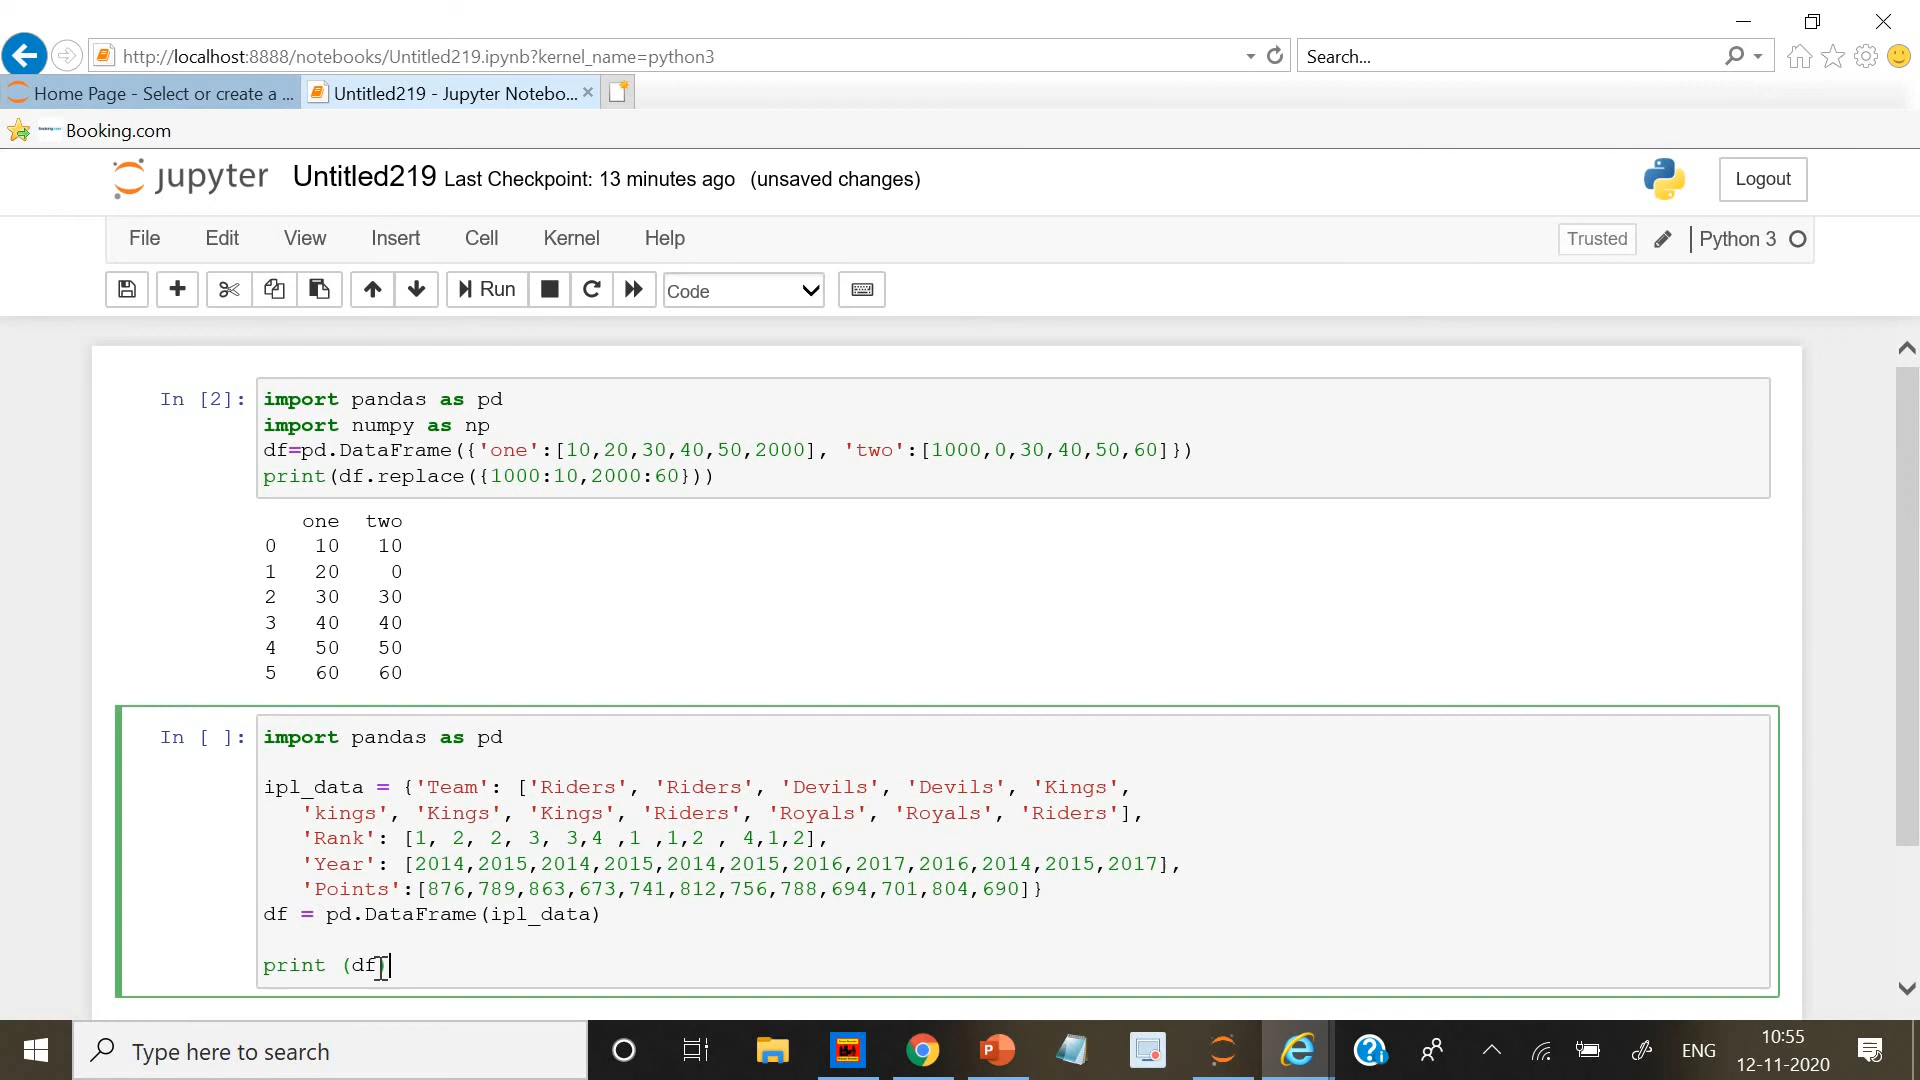 http://localhost:8888/notebooks/Untitled219.ipynb?kernel_name=python3
Search...
Home Page - Select or create a ...
Untitled219 - Jupyter Notebo...
Booking.com
jupyter Untitled219 Last Checkpoint: 13 minutes ago (unsaved changes)
Logout
File Edit View Insert Cell Kernel Help
Trusted Python 3
Run
Code
In [2]:
import pandas as pd
import numpy as np
df=pd.DataFrame({'one':[10,20,30,40,50,2000], 'two':[1000,0,30,40,50,60]})
print(df.replace({1000:10,2000:60}))
one two
0 10 10
1 20 0
2 30 30
3 40 40
4 50 50
5 60 60
In [ ]:
import pandas as pd
ipl_data = {'Team': ['Riders', 'Riders', 'Devils', 'Devils', 'Kings',
'kings', 'Kings', 'Kings', 'Riders', 'Royals', 'Royals', 'Riders'],
'Rank': [1, 2, 2, 3, 3,4 ,1 ,1,2 , 4,1,2],
'Year': [2014,2015,2014,2015,2014,2015,2016,2017,2016,2014,2015,2017],
'Points':[876,789,863,673,741,812,756,788,694,701,804,690]}
df = pd.DataFrame(ipl_data)
print (df)
Type here to search
ENG
10:55
12-11-2020